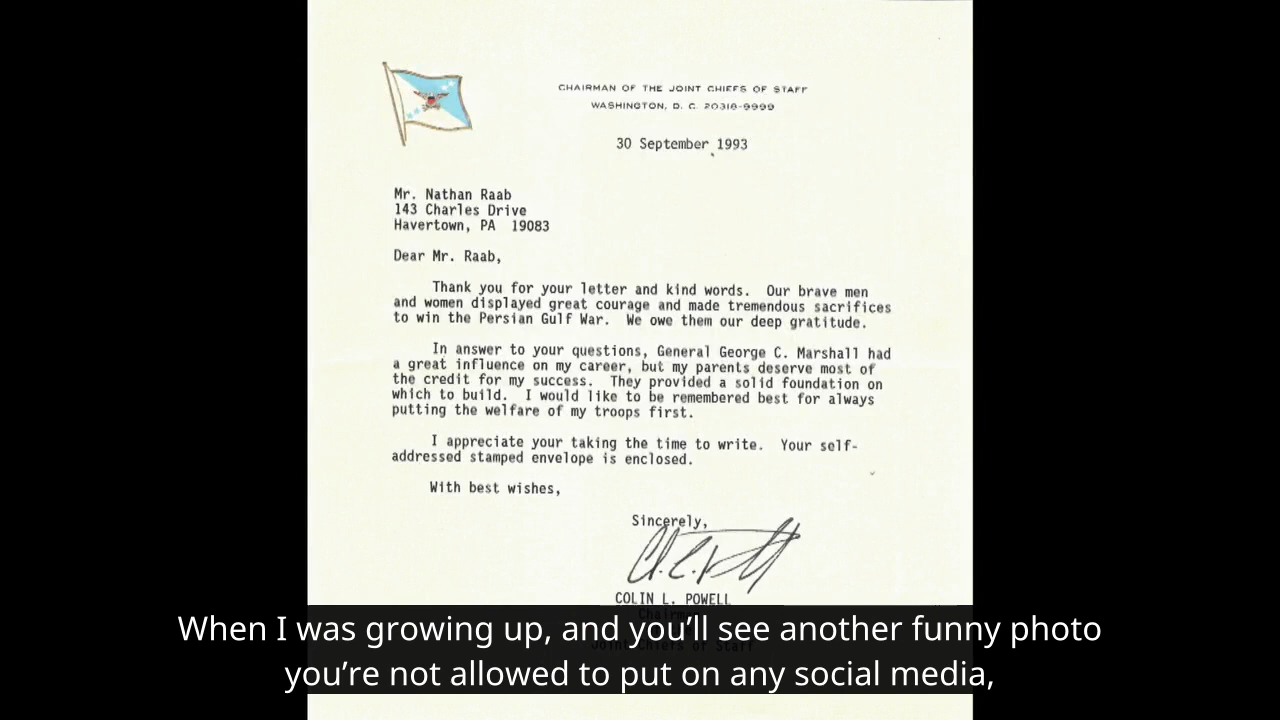 CHAIRMAN OF THE JOINT CHIEFS OF STAFF
WASHINGTON, D. C. 20318-9999
30 September 1993
Mr. Nathan Raab
143 Charles Drive
Havertown, PA 19083
Dear Mr. Raab,
Thank you for your letter and kind words. Our brave men
and women displayed great courage and made tremendous sacrifices
to win the Persian Gulf War. We owe them our deep gratitude.
In answer to your questions, General George C. Marshall had
a great influence on my career, but my parents deserve most of
the credit for my success. They provided a solid foundation on
which to build. I would like to be remembered best for always
putting the welfare of my troops first.
I appreciate your taking the time to write. Your self-
addressed stamped envelope is enclosed.
With best wishes,
Sincerely,
COLIN L. POWELL
Chairman
Joint Chiefs of Staff
When I was growing up, and you’ll see another funny photo
you’re not allowed to put on any social media,